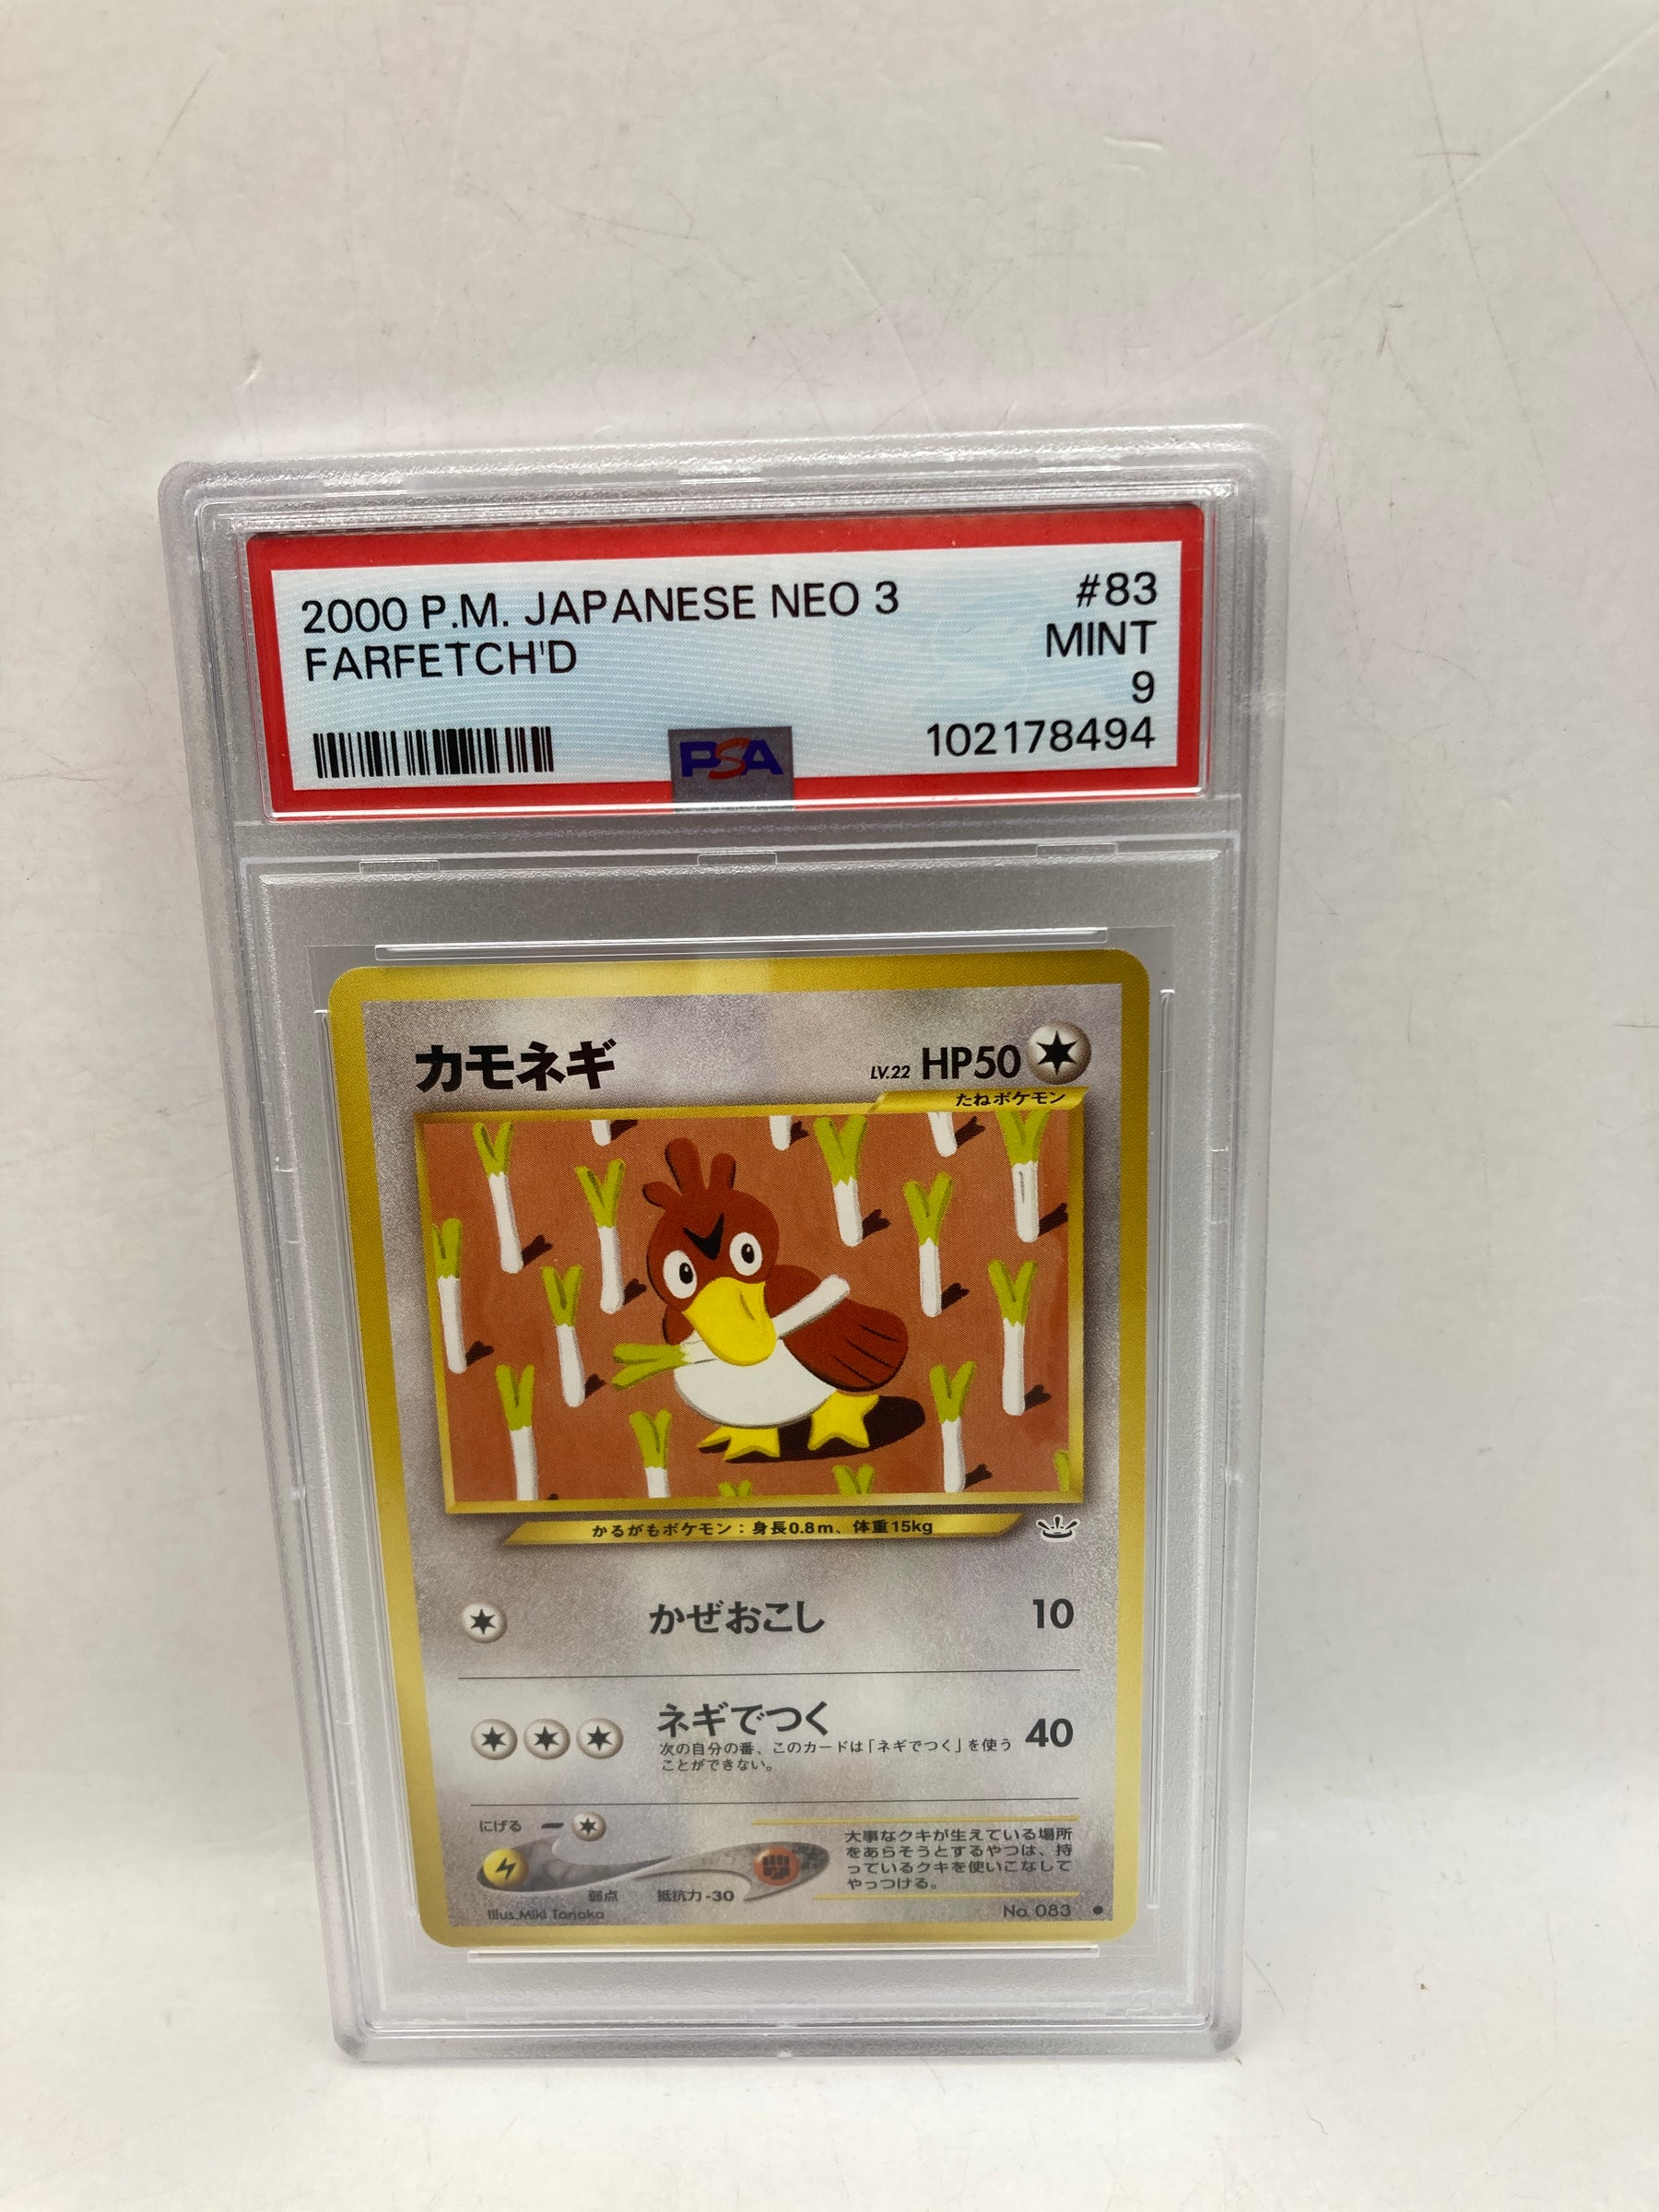 2000 P.M. JAPANESE NEO 3 #83
FARFETCH'D MINT
9
PSA 102178494
カモネギ LV.22 HP50
たねポケモン
かるがもポケモン：身長0.8m、体重15kg
かぜおこし 10
ネギでつく 40
次の自分の番、このカードは「ネギでつく」を使う
ことができない。
にげる
大事なクキが生えている場所
をあらそうとするやつは、持
っているクキを使いこなして
やっつける。
弱点 抵抗力-30
Illus.Miki Tanaka No.083